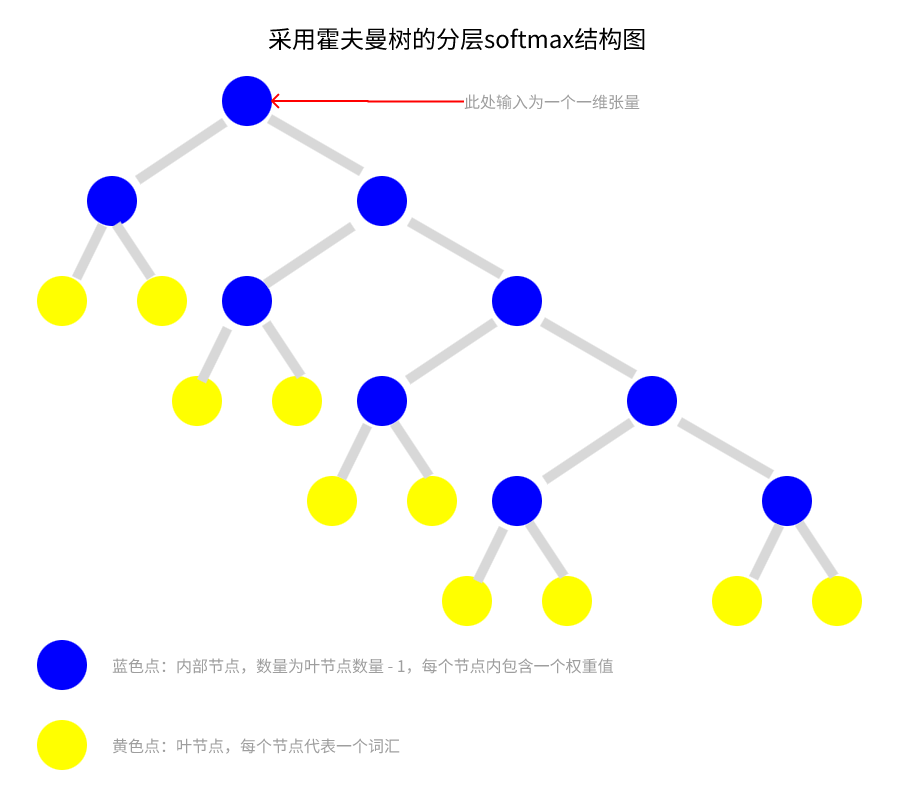 采用霍夫曼树的分层softmax结构图
此处输入为一个一维张量
蓝色点：内部节点，数量为叶节点数量 - 1，每个节点内包含一个权重值
黄色点：叶节点，每个节点代表一个词汇